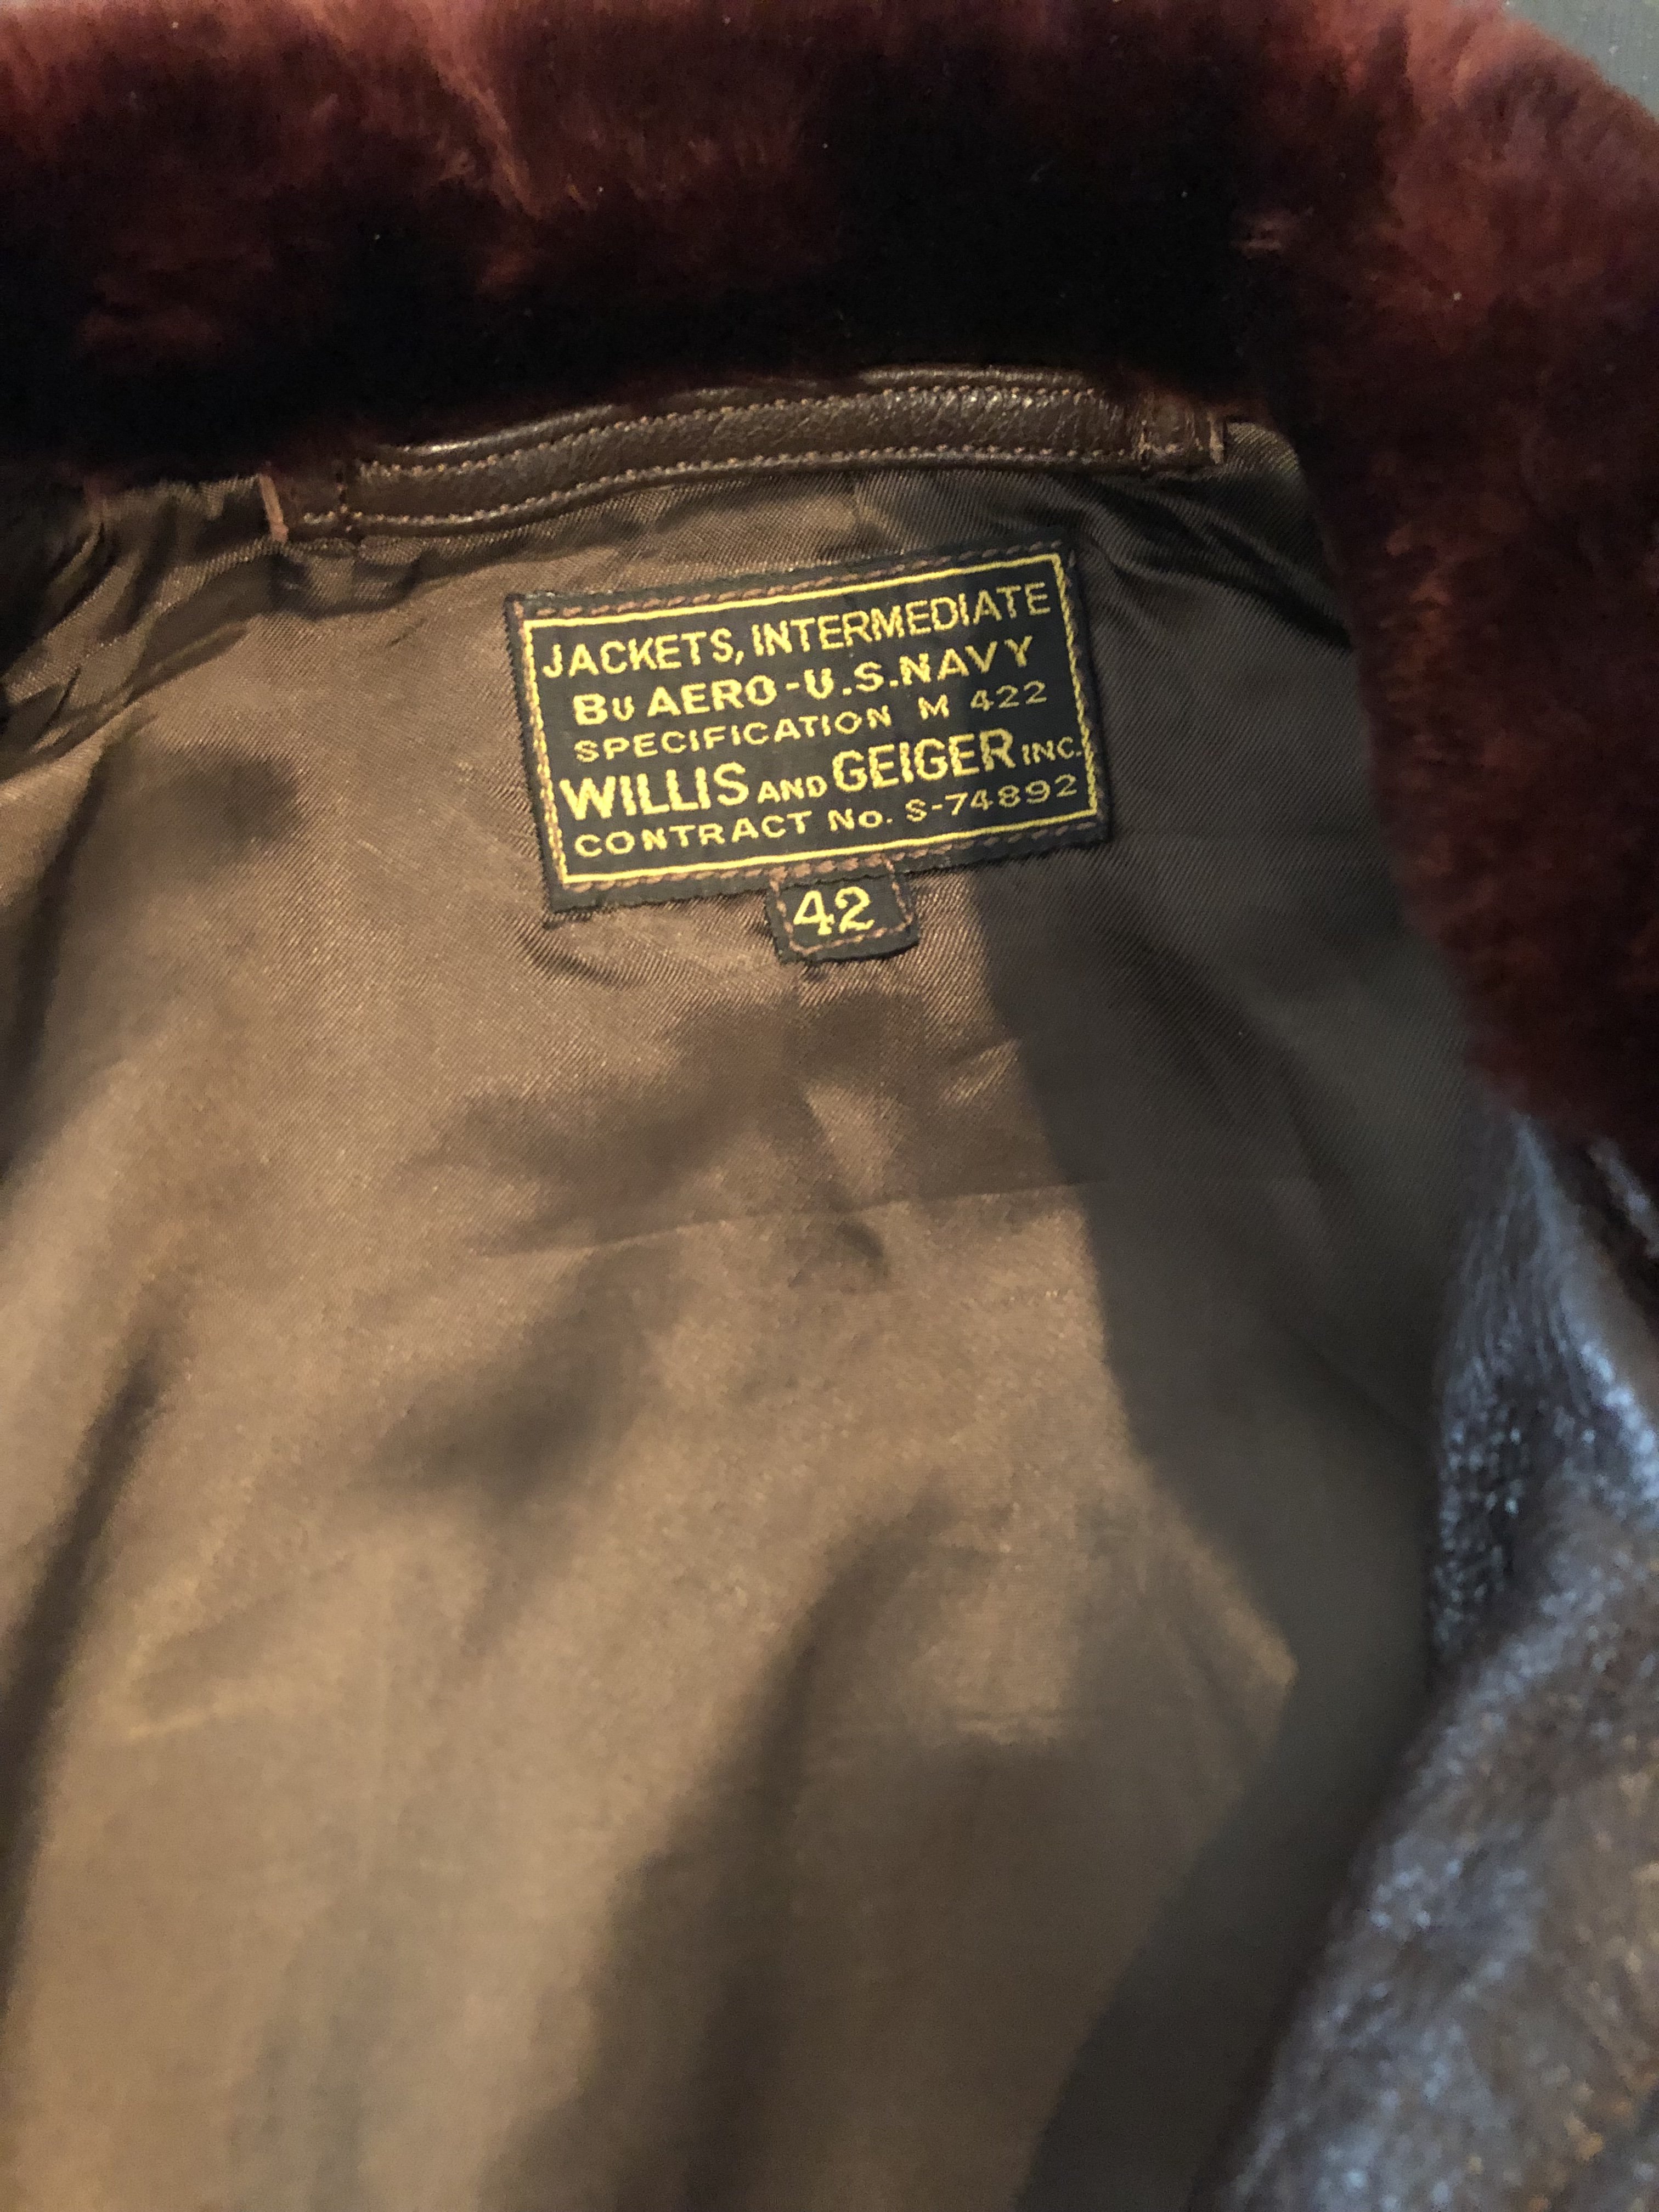 JACKETS, INTERMEDIATE
BU AERO-U.S.NAVY
SPECIFICATION M 422
WILLIS AND GEIGER INC.
CONTRACT No. S-74892
42